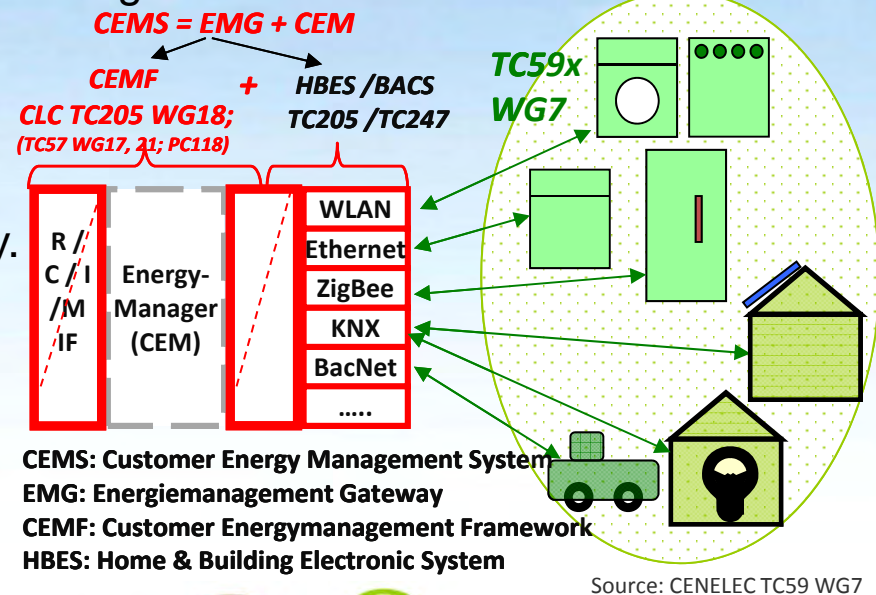 CEMS = EMG + CEM
CEMF
CLC TC205 WG18;
(TC57 WG17, 21; PC118)
+
HBES /BACS
TC205 /TC247
TC59x
WG7
y.
R /
C / I
/M
IF
Energy-
Manager
(CEM)
WLAN
Ethernet
ZigBee
KNX
BacNet
.....
CEMS: Customer Energy Management System
EMG: Energiemanagement Gateway
CEMF: Customer Energymanagement Framework
HBES: Home & Building Electronic System
Source: CENELEC TC59 WG7